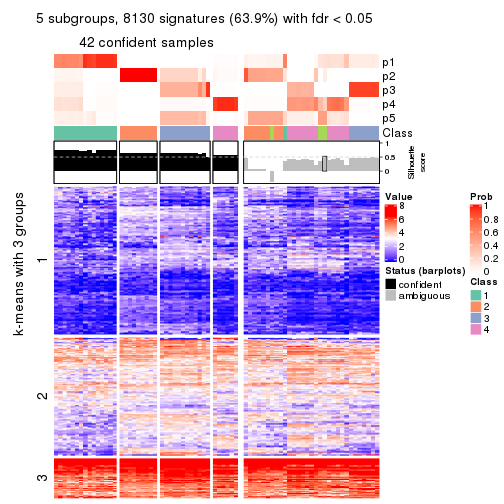 5 subgroups, 8130 signatures (63.9%) with fdr < 0.05
42 confident samples
p1
p2
p3
p4
p5
Class
1
0.5
0
Silhouette
score
k-means with 3 groups
1
2
3
Value
8
6
4
2
0
Status (barplots)
confident
ambiguous
Prob
1
0.8
0.6
0.4
0.2
0
Class
1
2
3
4